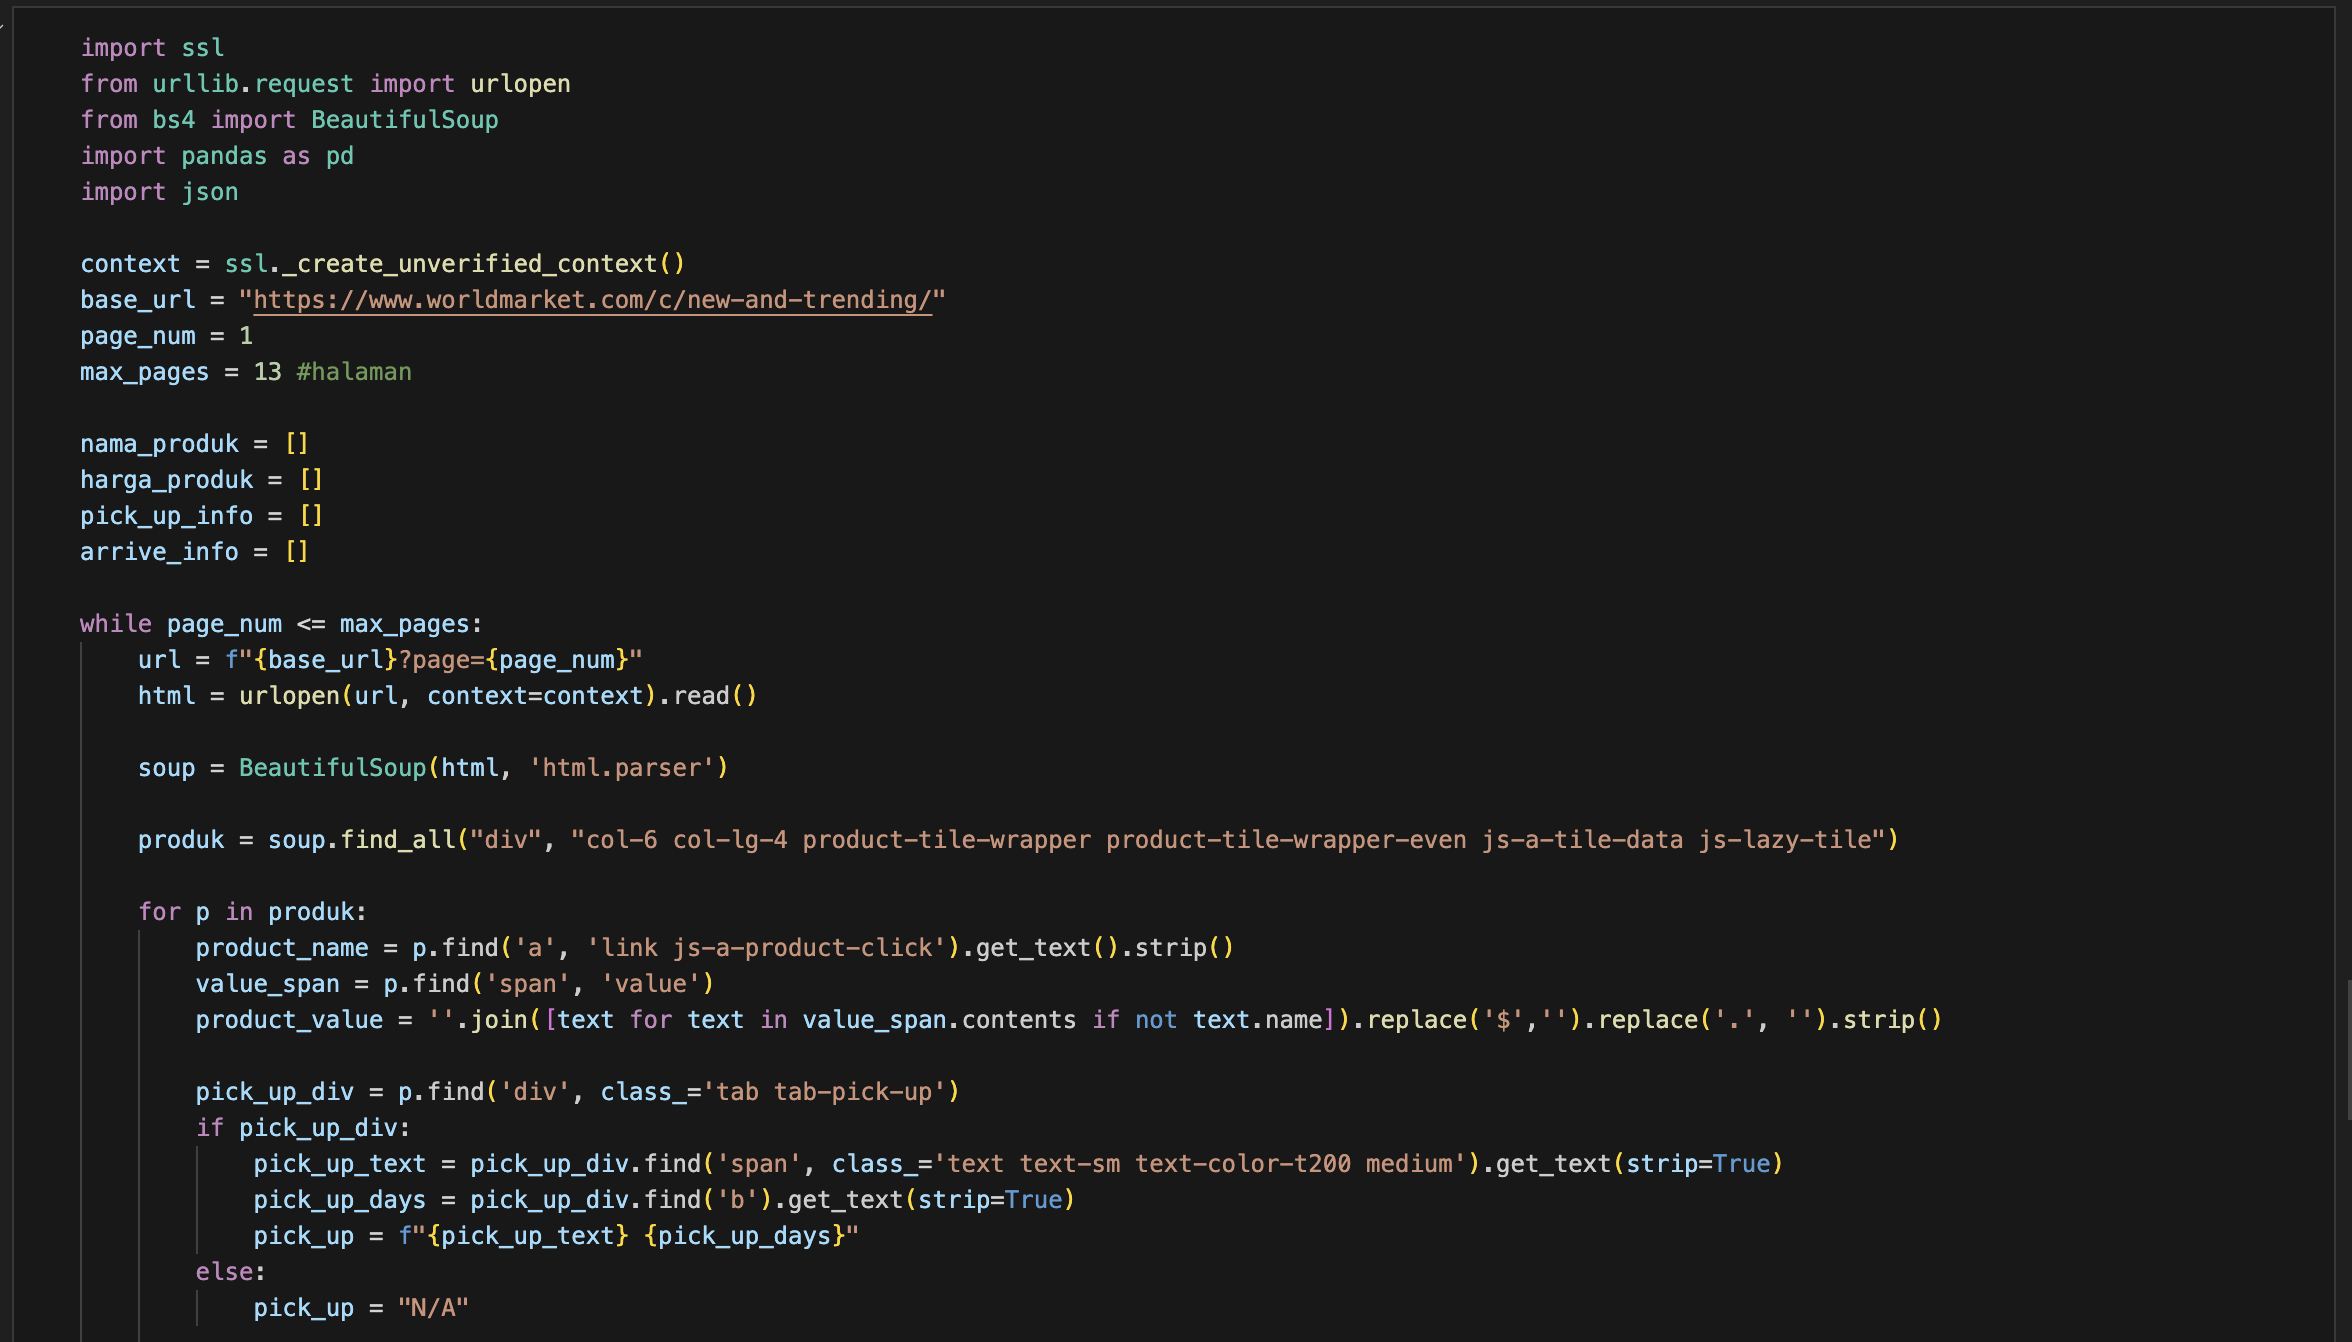 import ssl
from urllib.request import urlopen
from bs4 import BeautifulSoup
import pandas as pd
import json
context = ssl._create_unverified_context()
base_url = "https://www.worldmarket.com/c/new-and-trending/"
page_num = 1
max_pages = 13 #halaman
nama_produk = []
harga_produk = []
pick_up_info = []
arrive_info = []
while page_num <= max_pages:
    url = f"{base_url}?page={page_num}"
    html = urlopen(url, context=context).read()
    soup = BeautifulSoup(html, 'html.parser')
    produk = soup.find_all("div", "col-6 col-lg-4 product-tile-wrapper product-tile-wrapper-even js-a-tile-data js-lazy-tile")
    for p in produk:
        product_name = p.find('a', 'link js-a-product-click').get_text().strip()
        value_span = p.find('span', 'value')
        product_value = ''.join([text for text in value_span.contents if not text.name]).replace('$','').replace('.', '').strip()
        pick_up_div = p.find('div', class_='tab tab-pick-up')
        if pick_up_div:
            pick_up_text = pick_up_div.find('span', class_='text text-sm text-color-t200 medium').get_text(strip=True)
            pick_up_days = pick_up_div.find('b').get_text(strip=True)
            pick_up = f"{pick_up_text} {pick_up_days}"
        else:
            pick_up = "N/A"